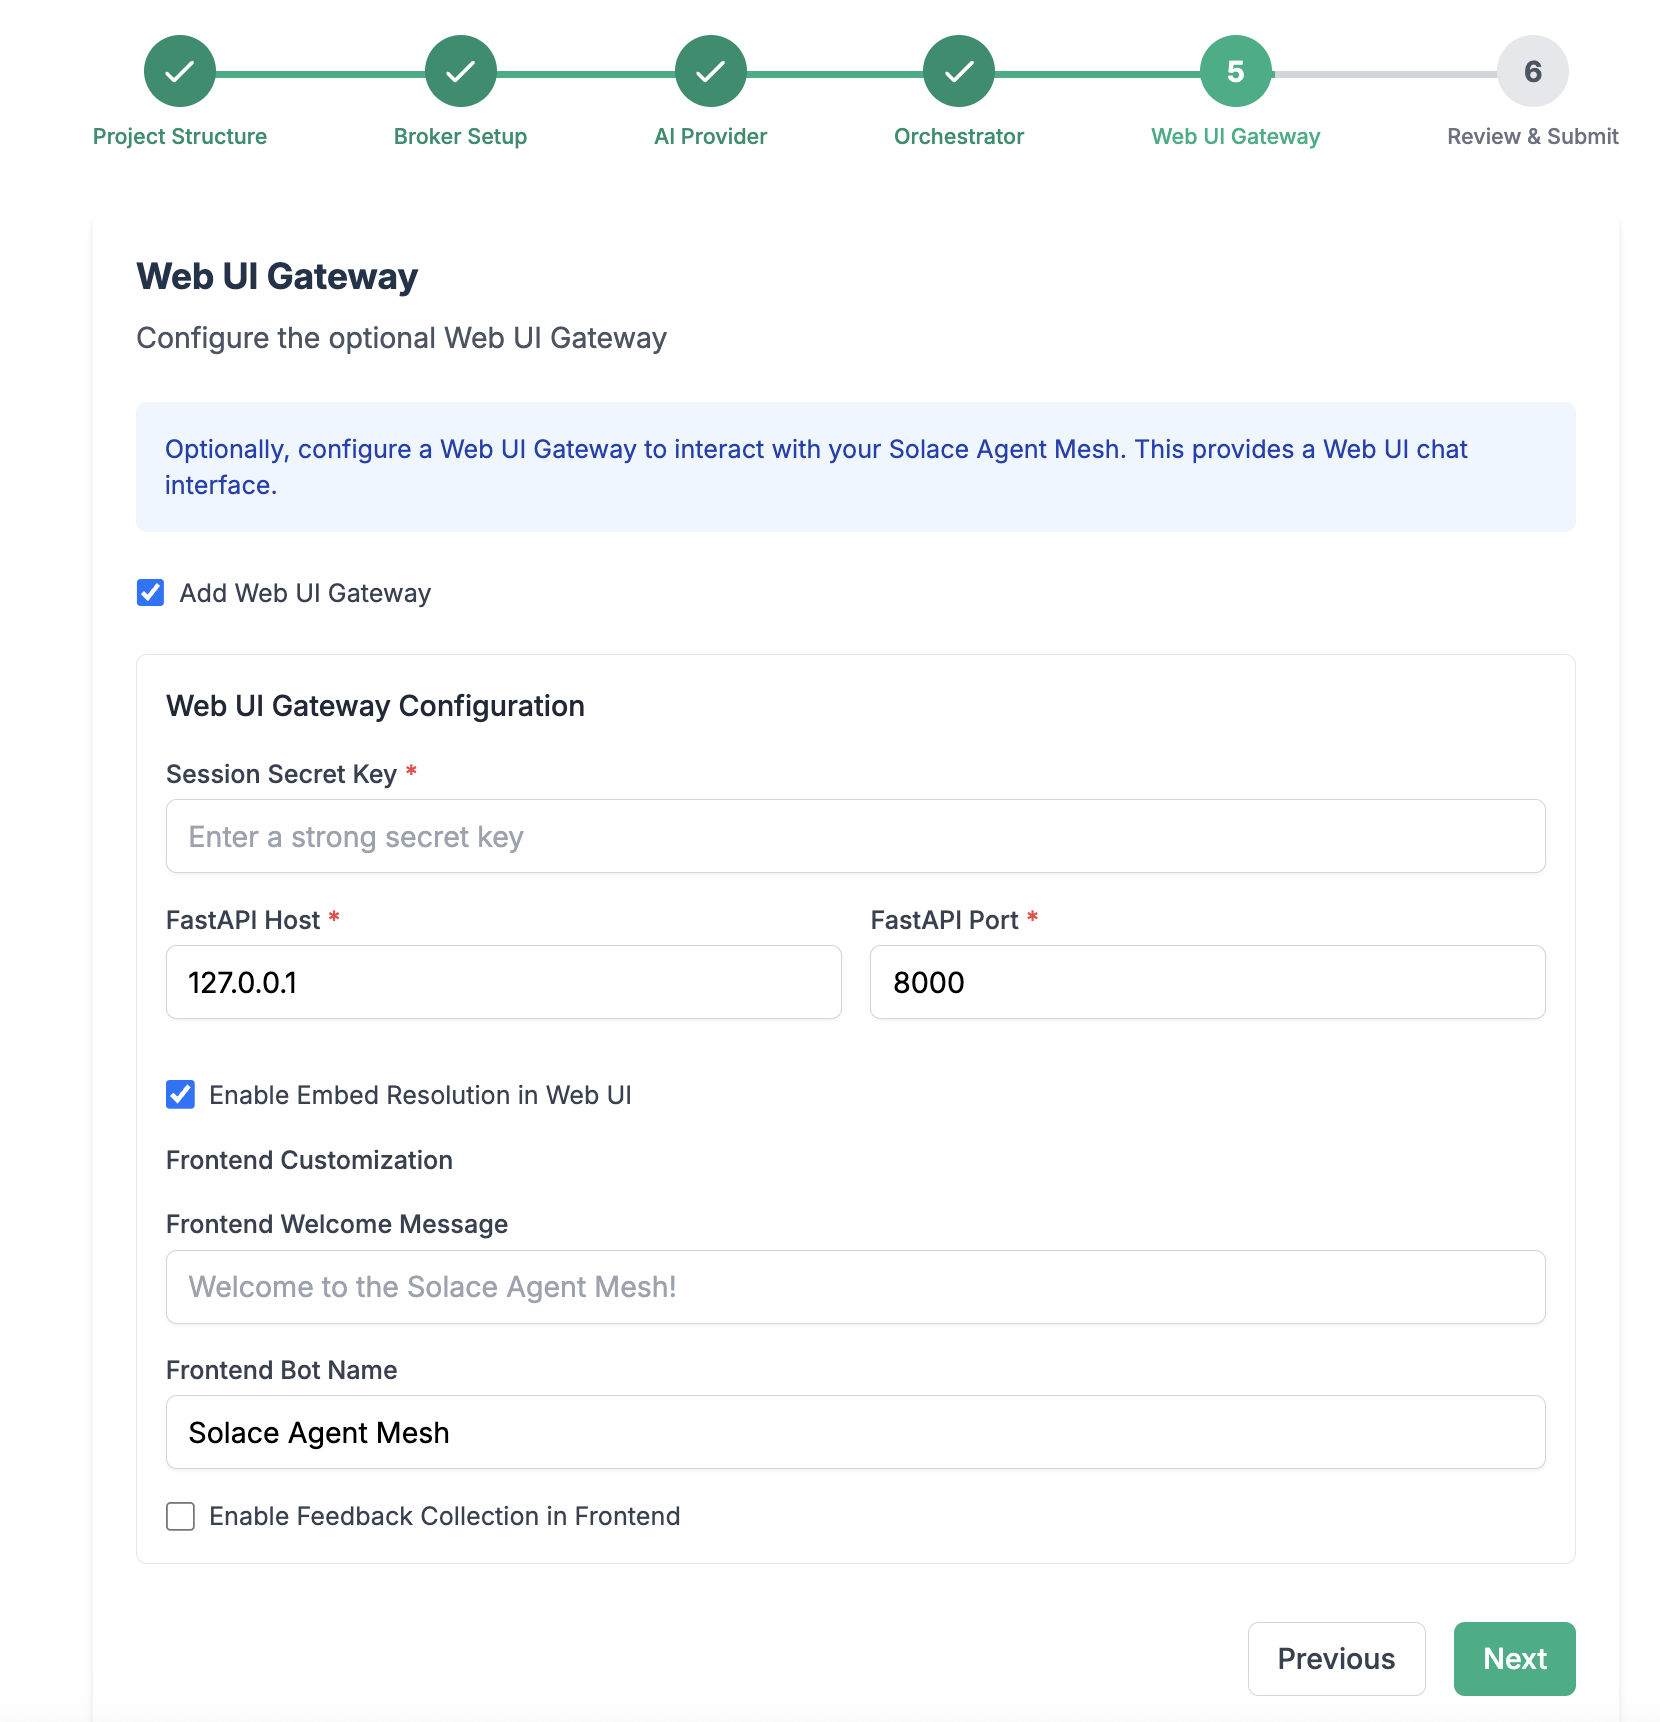 5
6
Project Structure
Broker Setup
AI Provider
Orchestrator
Web UI Gateway
Review & Submit
Web UI Gateway
Configure the optional Web UI Gateway
Optionally, configure a Web UI Gateway to interact with your Solace Agent Mesh. This provides a Web UI chat
interface.
Add Web UI Gateway
Web UI Gateway Configuration
Session Secret Key *
Enter a strong secret key
FastAPI Host *
FastAPI Port *
127.0.0.1
8000
Enable Embed Resolution in Web UI
Frontend Customization
Frontend Welcome Message
Welcome to the Solace Agent Mesh!
Frontend Bot Name
Solace Agent Mesh
Enable Feedback Collection in Frontend
Previous
Next